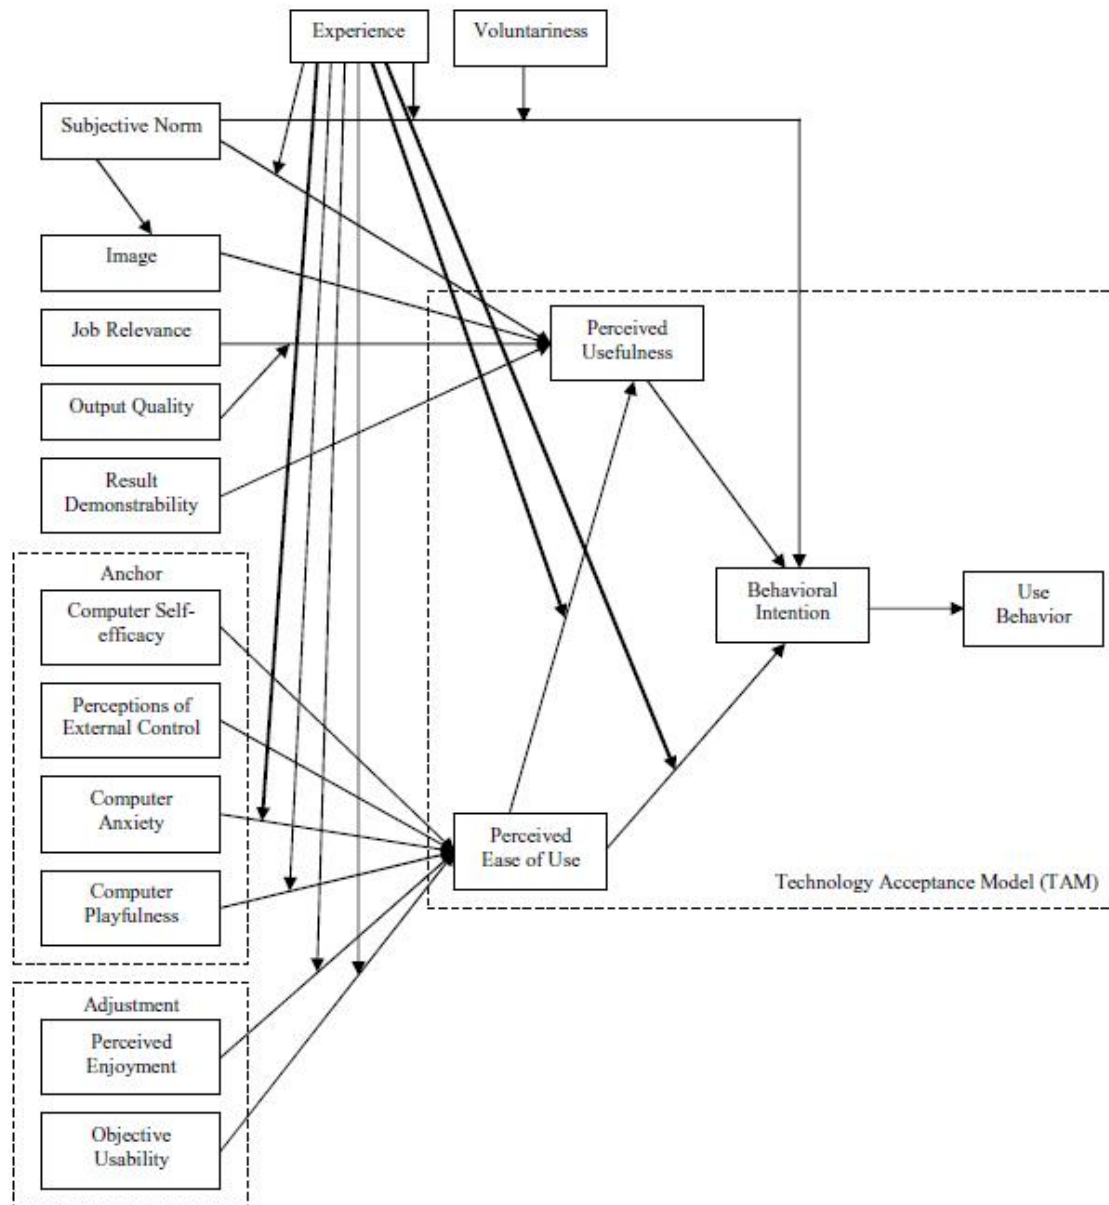 Experience
Voluntariness
Subjective Norm
Image
Job Relevance
Output Quality
Result
Demonstrability
Perceived
Usefulness
Anchor
Computer Self-
efficacy
Perceptions of
External Control
Computer
Anxiety
Computer
Playfulness
Behavioral
Intention
Use
Behavior
Perceived
Ease of Use
Technology Acceptance Model (TAM)
Adjustment
Perceived
Enjoyment
Objective
Usability